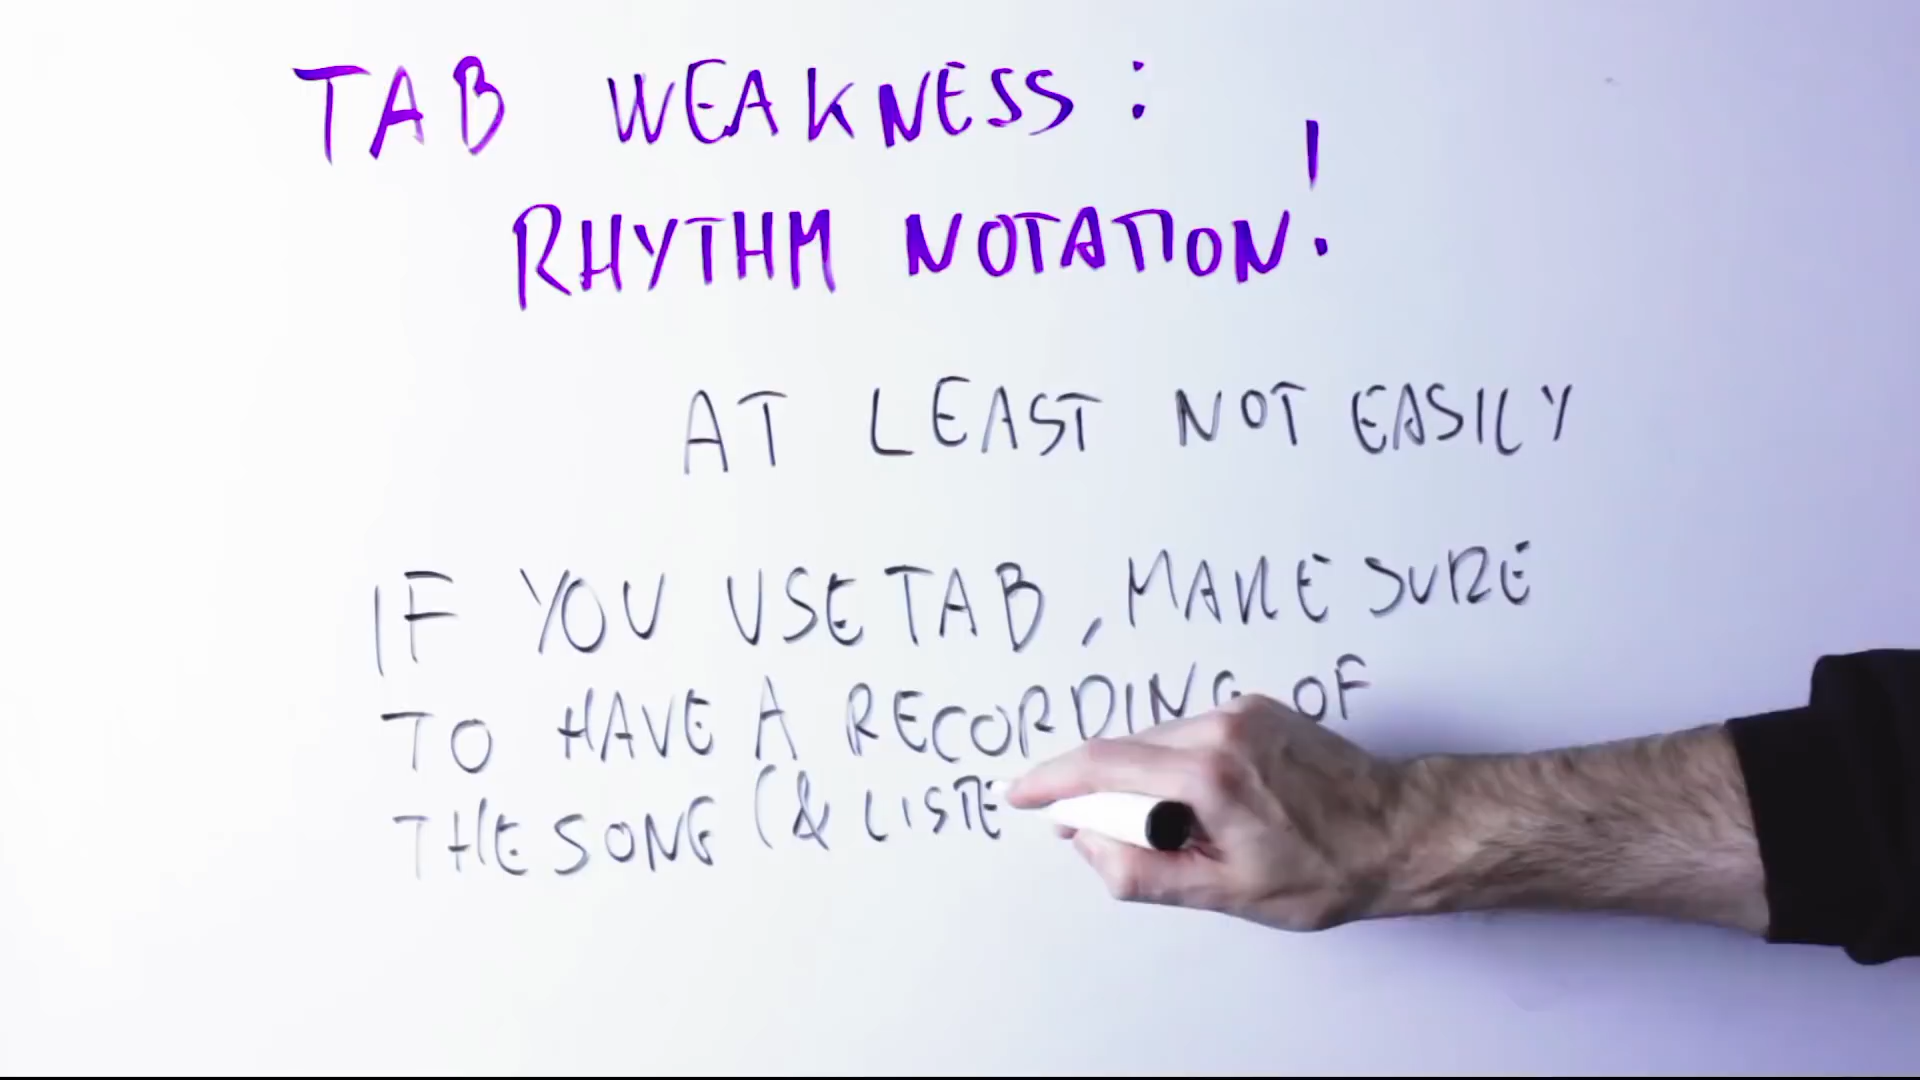 TAB WEAKNESS:
RHYTHM NOTATION!
AT LEAST NOT EASILY
IF YOU USE TAB, MAKE SURE
TO HAVE A RECORDING OF
THE SONG (& LISTE